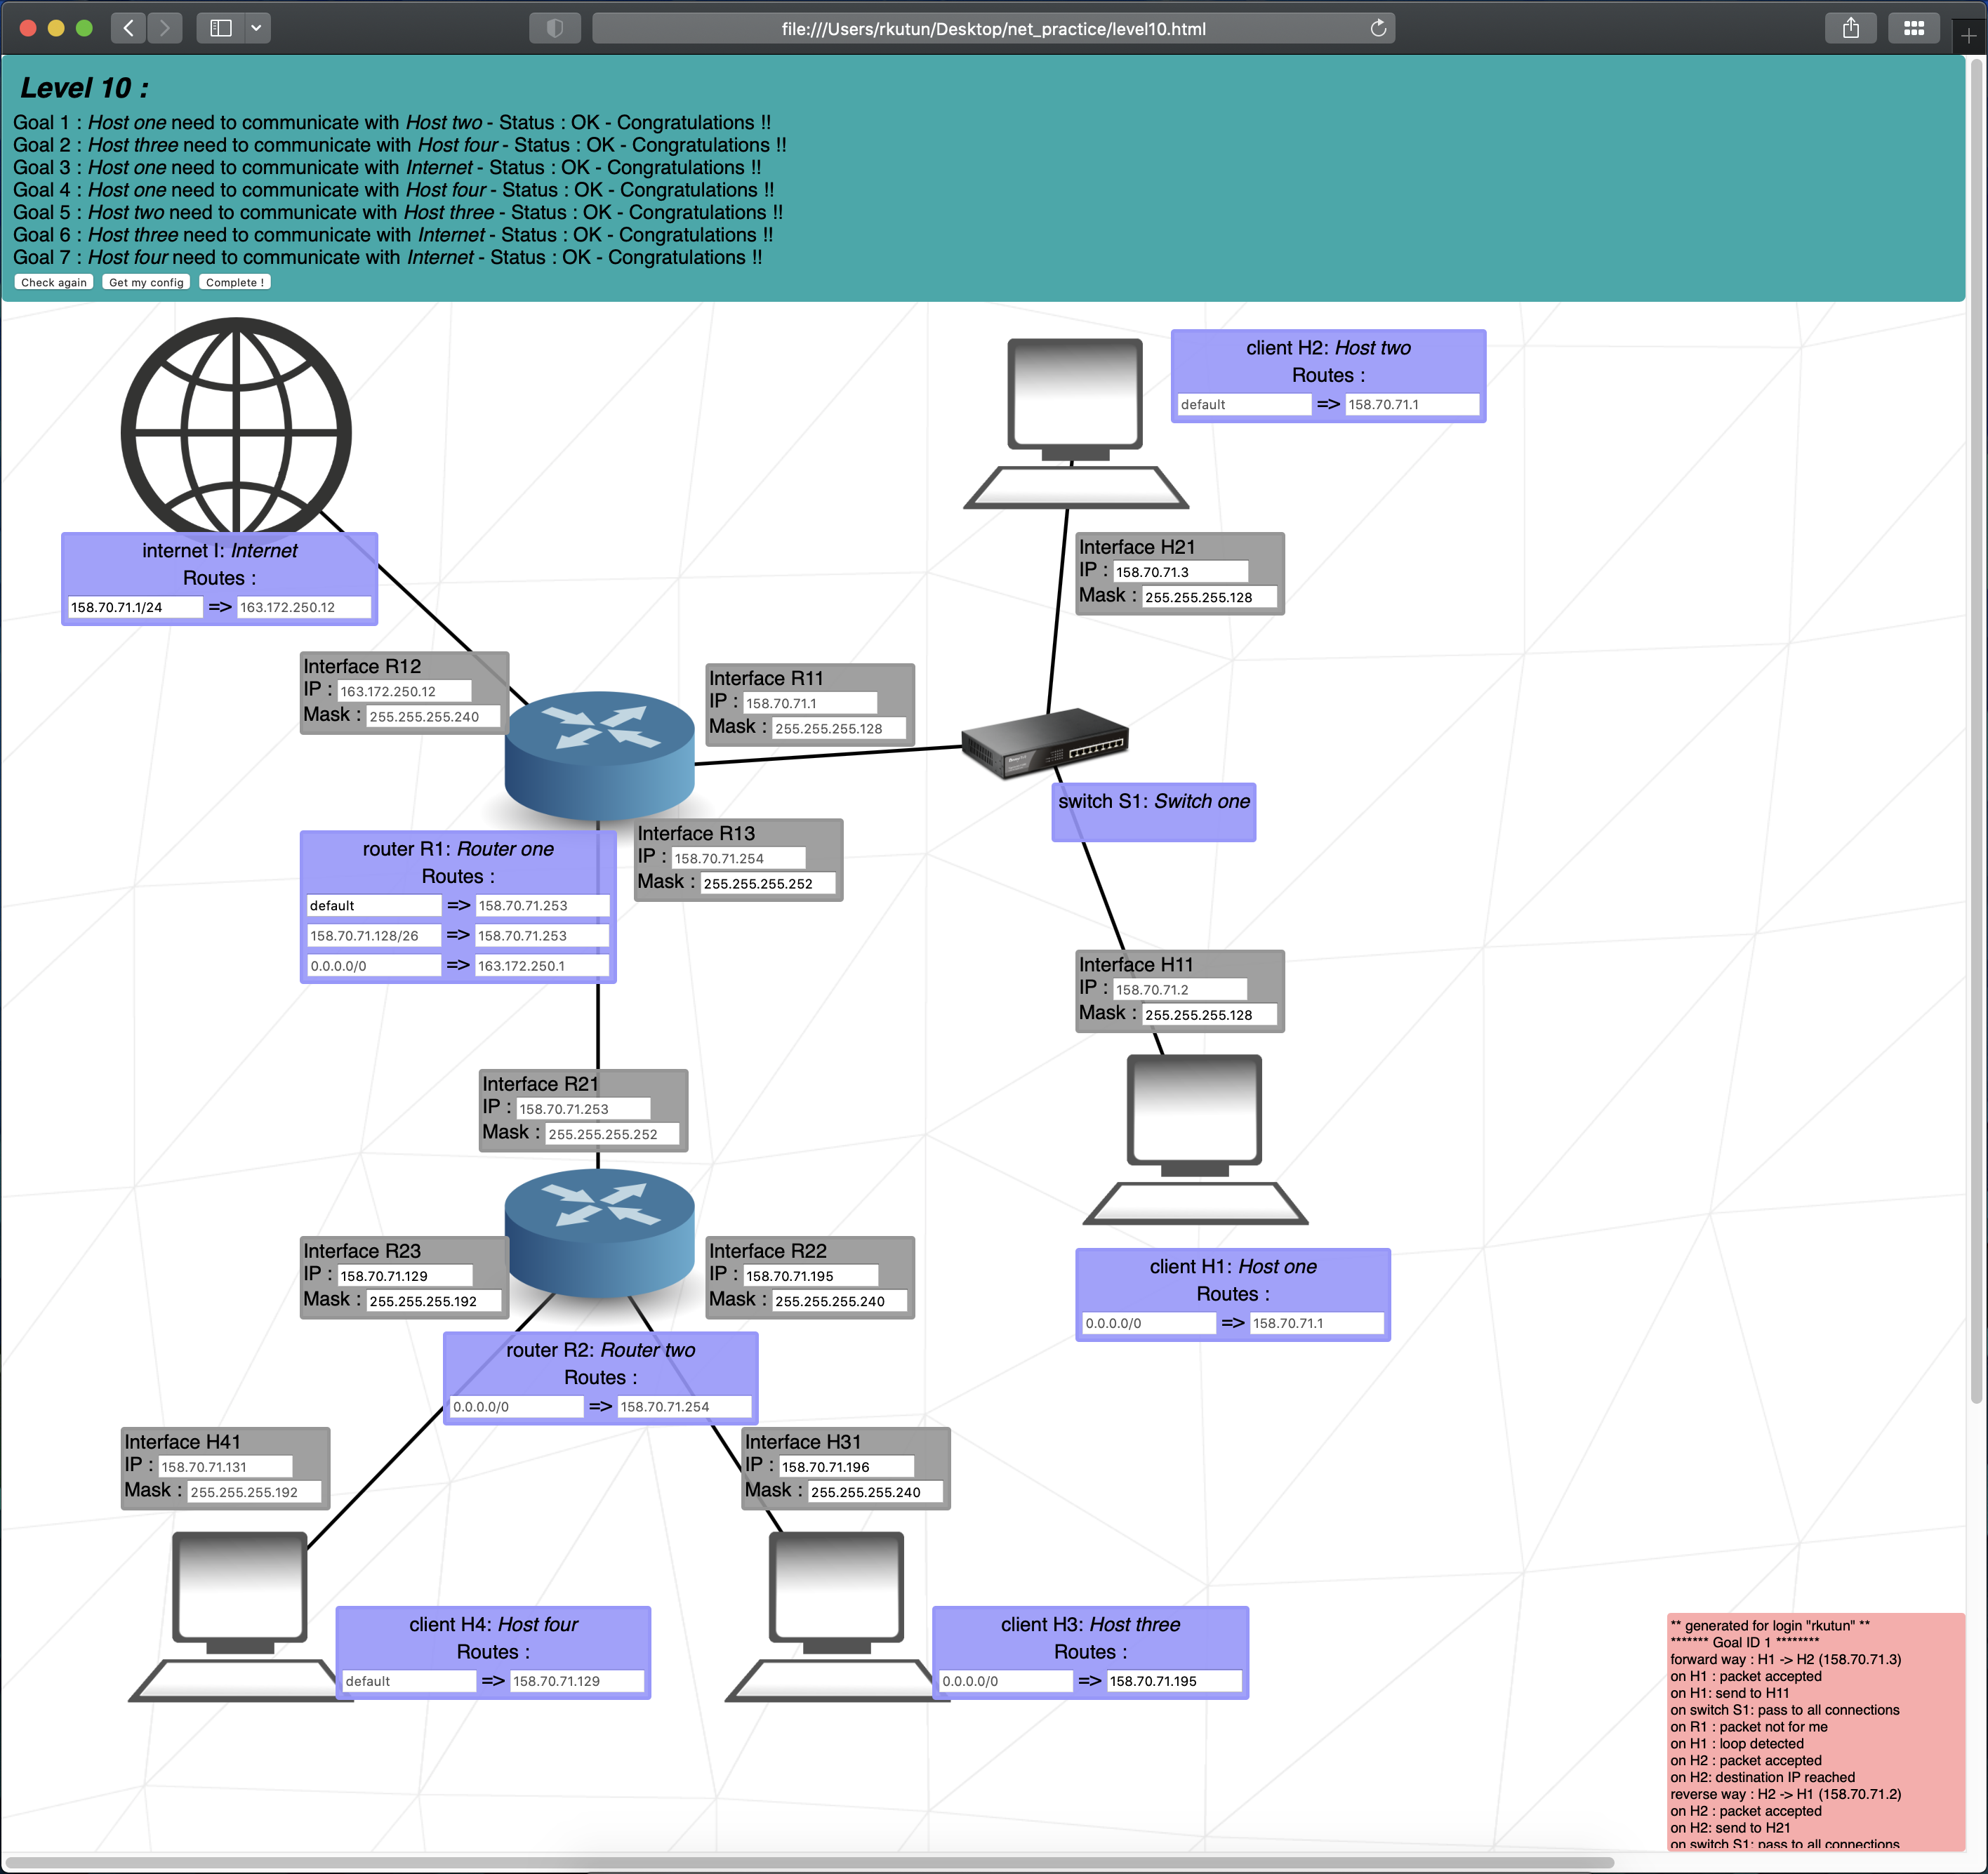 file:///Users/rkutun/Desktop/net_practice/level10.html
Level 10 :
Goal 1 : Host one need to communicate with Host two - Status : OK - Congratulations !!
Goal 2 : Host three need to communicate with Host four - Status : OK - Congratulations !!
Goal 3 : Host one need to communicate with Internet - Status : OK - Congratulations !!
Goal 4 : Host one need to communicate with Host four - Status : OK - Congratulations !!
Goal 5 : Host two need to communicate with Host three - Status : OK - Congratulations !!
Goal 6 : Host three need to communicate with Internet - Status : OK - Congratulations !!
Goal 7 : Host four need to communicate with Internet - Status : OK - Congratulations !!
Check again Get my config Complete !
client H2: Host two
Routes :
default => 158.70.71.1
internet I: Internet
Routes :
158.70.71.1/24 => 163.172.250.12
Interface H21
IP : 158.70.71.3
Mask : 255.255.255.128
Interface R12
IP : 163.172.250.12
Mask : 255.255.255.240
Interface R11
IP : 158.70.71.1
Mask : 255.255.255.128
switch S1: Switch one
Interface R13
IP : 158.70.71.254
Mask : 255.255.255.252
router R1: Router one
Routes :
default => 158.70.71.253
158.70.71.128/26 => 158.70.71.253
0.0.0.0/0 => 163.172.250.1
Interface H11
IP : 158.70.71.2
Mask : 255.255.255.128
Interface R21
IP : 158.70.71.253
Mask : 255.255.255.252
Interface R23
IP : 158.70.71.129
Mask : 255.255.255.192
Interface R22
IP : 158.70.71.195
Mask : 255.255.255.240
client H1: Host one
Routes :
0.0.0.0/0 => 158.70.71.1
router R2: Router two
Routes :
0.0.0.0/0 => 158.70.71.254
Interface H41
IP : 158.70.71.131
Mask : 255.255.255.192
Interface H31
IP : 158.70.71.196
Mask : 255.255.255.240
client H4: Host four
Routes :
default => 158.70.71.129
client H3: Host three
Routes :
0.0.0.0/0 => 158.70.71.195
** generated for login "rkutun" **
******* Goal ID 1 ********
forward way : H1 -> H2 (158.70.71.3)
on H1 : packet accepted
on H1: send to H11
on switch S1: pass to all connections
on R1 : packet not for me
on H1 : loop detected
on H2 : packet accepted
on H2: destination IP reached
reverse way : H2 -> H1 (158.70.71.2)
on H2 : packet accepted
on H2: send to H21
on switch S1: pass to all connections